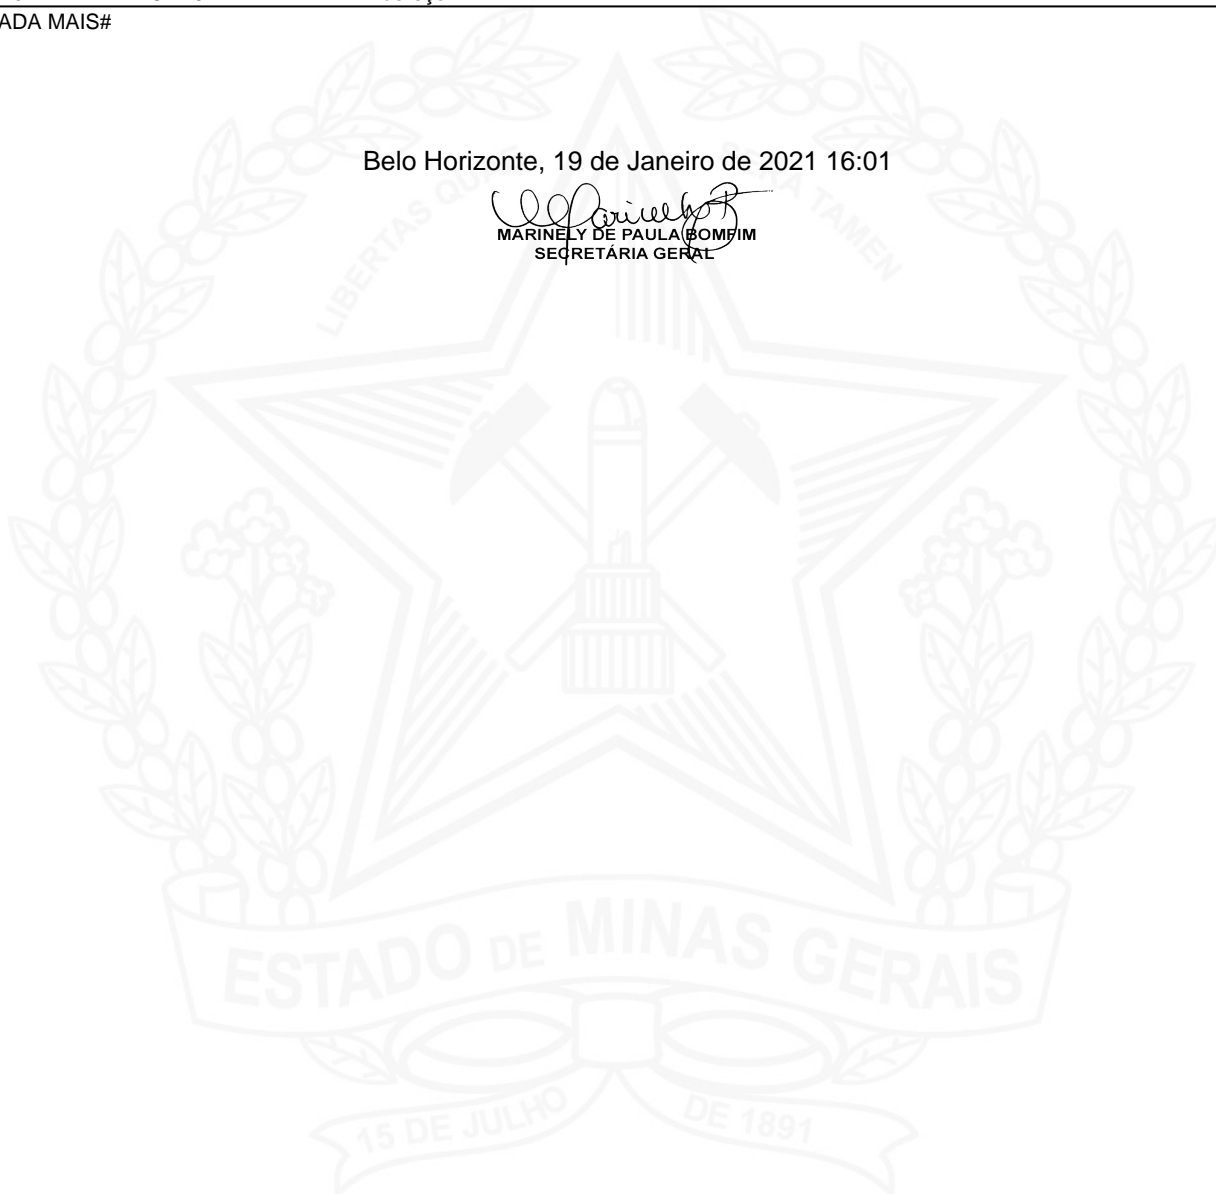 ADA MAIS#
Belo Horizonte, 19 de Janeiro de 2021 16:01
MARINELY DE PAULA BOMFIM
SECRETÁRIA GERAL
LIBERTAS QUÆ SERA TAMEN
ESTADO DE MINAS GERAIS
15 DE JULHO DE 1891